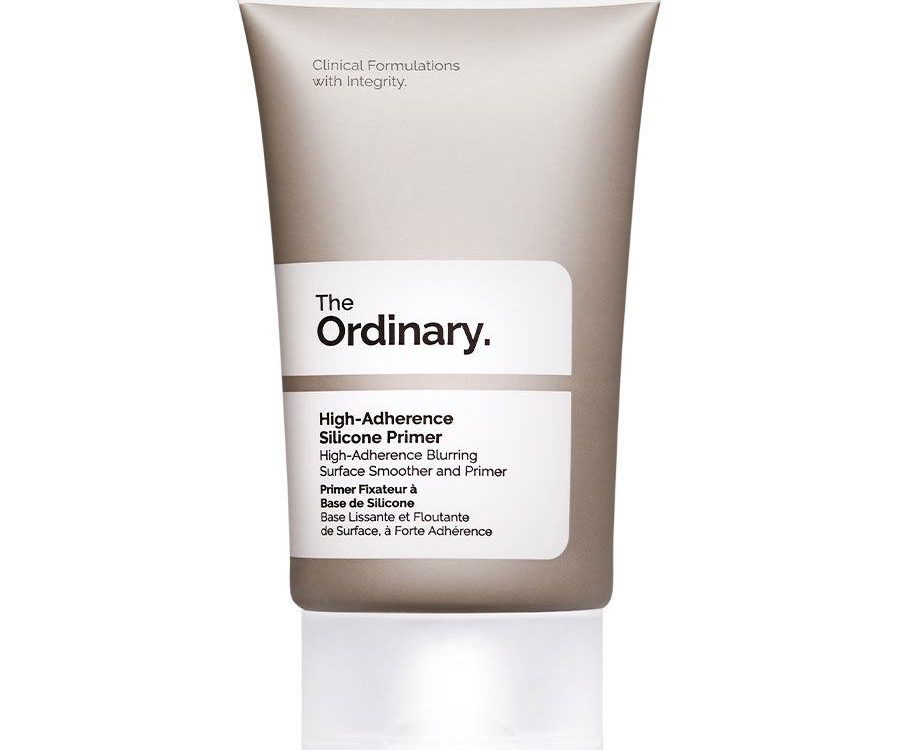 Clinical Formulations
with Integrity.
The
Ordinary.
High-Adherence
Silicone Primer
High-Adherence Blurring
Surface Smoother and Primer
Primer Fixateur à
Base de Silicone
Base Lissante et Floutante
de Surface, à Forte Adhérence